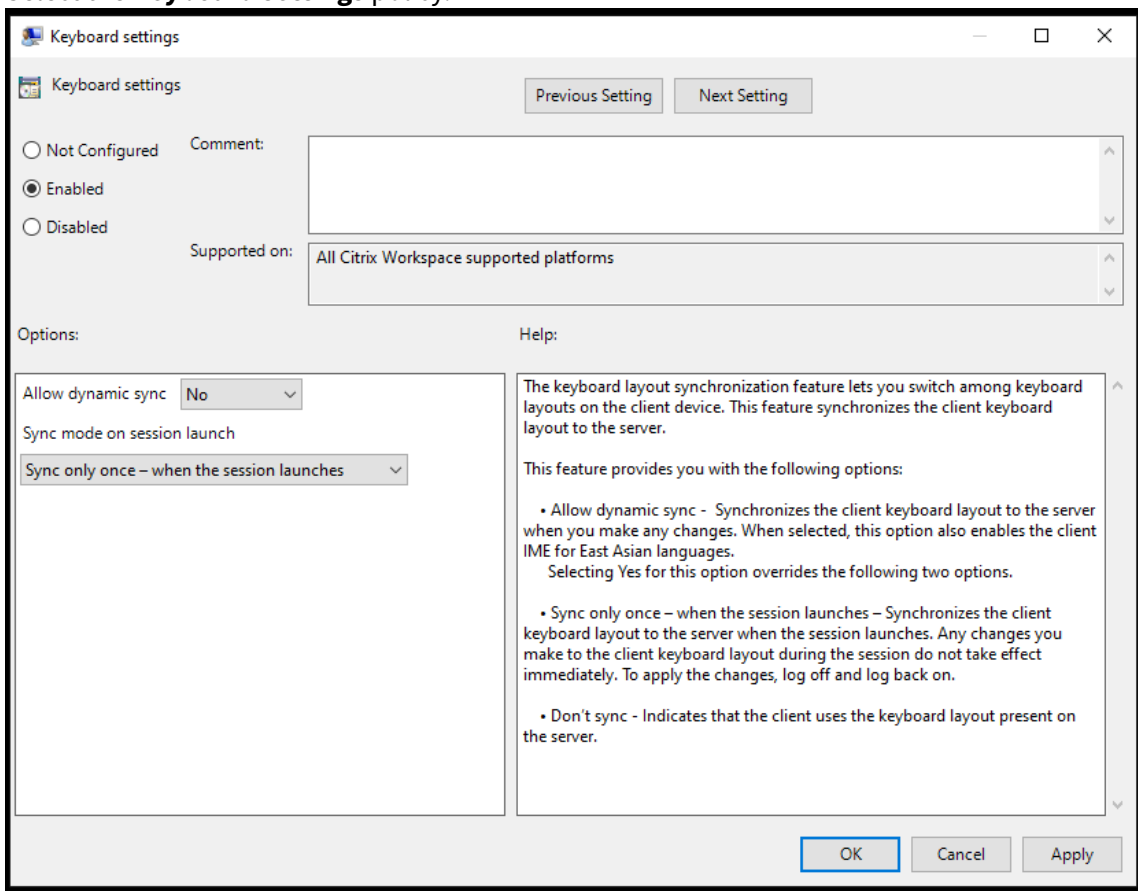 Keyboard settings
Keyboard settings
Previous Setting
Next Setting
Not Configured
Comment:
Enabled
Disabled
Supported on:
All Citrix Workspace supported platforms
Options:
Help:
Allow dynamic sync
No
Sync mode on session launch
Sync only once – when the session launches
The keyboard layout synchronization feature lets you switch among keyboard
layouts on the client device. This feature synchronizes the client keyboard
layout to the server.
This feature provides you with the following options:
• Allow dynamic sync - Synchronizes the client keyboard layout to the server
when you make any changes. When selected, this option also enables the client
IME for East Asian languages.
Selecting Yes for this option overrides the following two options.
• Sync only once – when the session launches – Synchronizes the client
keyboard layout to the server when the session launches. Any changes you
make to the client keyboard layout during the session do not take effect
immediately. To apply the changes, log off and log back on.
• Don't sync - Indicates that the client uses the keyboard layout present on
the server.
OK
Cancel
Apply